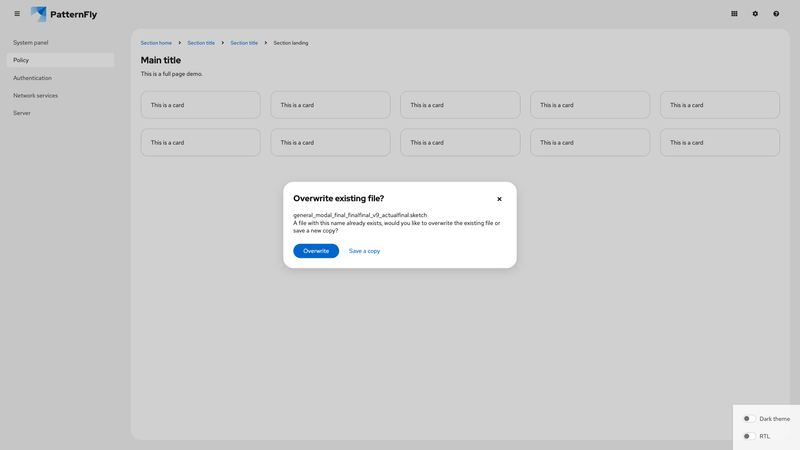 PatternFly
System panel
Policy
Authentication
Network services
Server
Section home
Section title
Section title
Section landing
Main title
This is a full page demo.
This is a card
This is a card
This is a card
This is a card
This is a card
This is a card
This is a card
This is a card
This is a card
This is a card
Overwrite existing file?
general_modal_final_finalfinal_v9_actualfinal.sketch
A file with this name already exists, would you like to overwrite the existing file or
save a new copy?
Overwrite
Save a copy
Dark theme
RTL